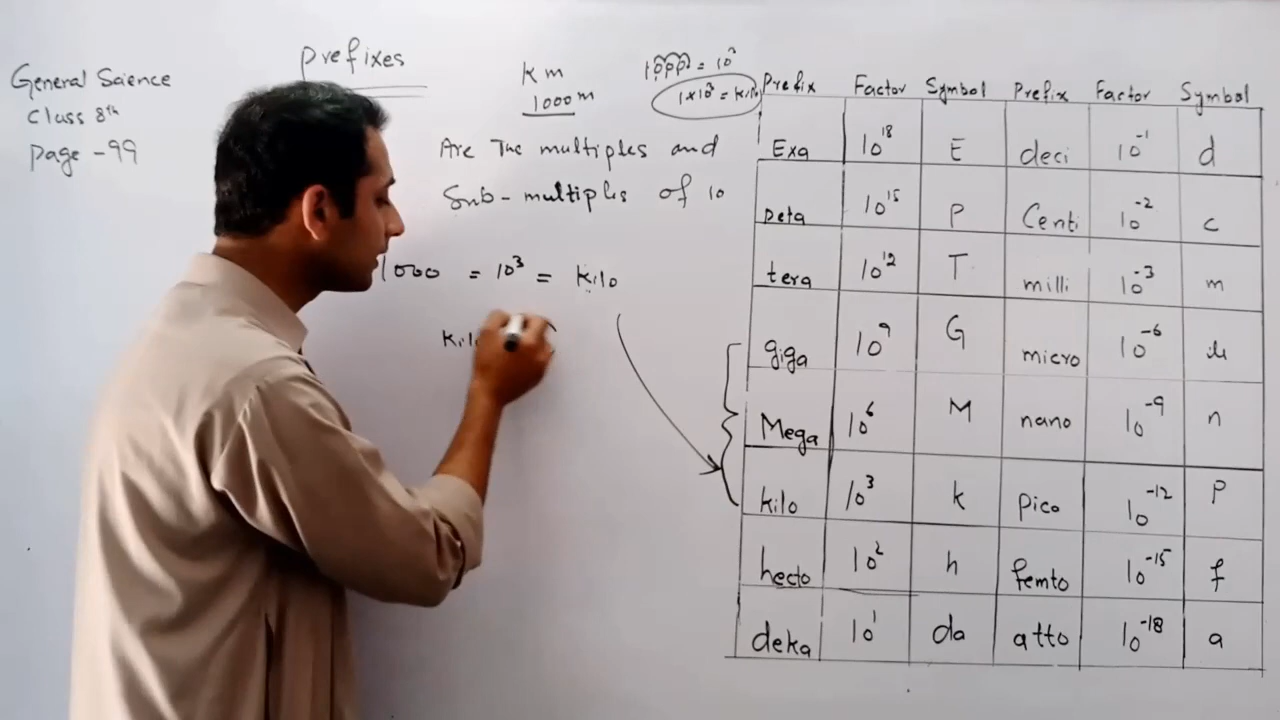 General Science
Class 8th
Page - 99
Prefixes
Km
1000m
1×10³ = kilo
Are The multiples and
Sub-multiples of 10
1000 = 10³ = Kilo
Prefix Factor Symbol Prefix Factor Symbol
Exa 10¹⁸ E deci 10⁻¹ d
Peta 10¹⁵ P Centi 10⁻² c
tera 10¹² T milli 10⁻³ m
giga 10⁹ G micro 10⁻⁶ µ
Mega 10⁶ M nano 10⁻⁹ n
kilo 10³ k pico 10⁻¹² P
hecto 10² h femto 10⁻¹⁵ f
deka 10¹ da atto 10⁻¹⁸ a